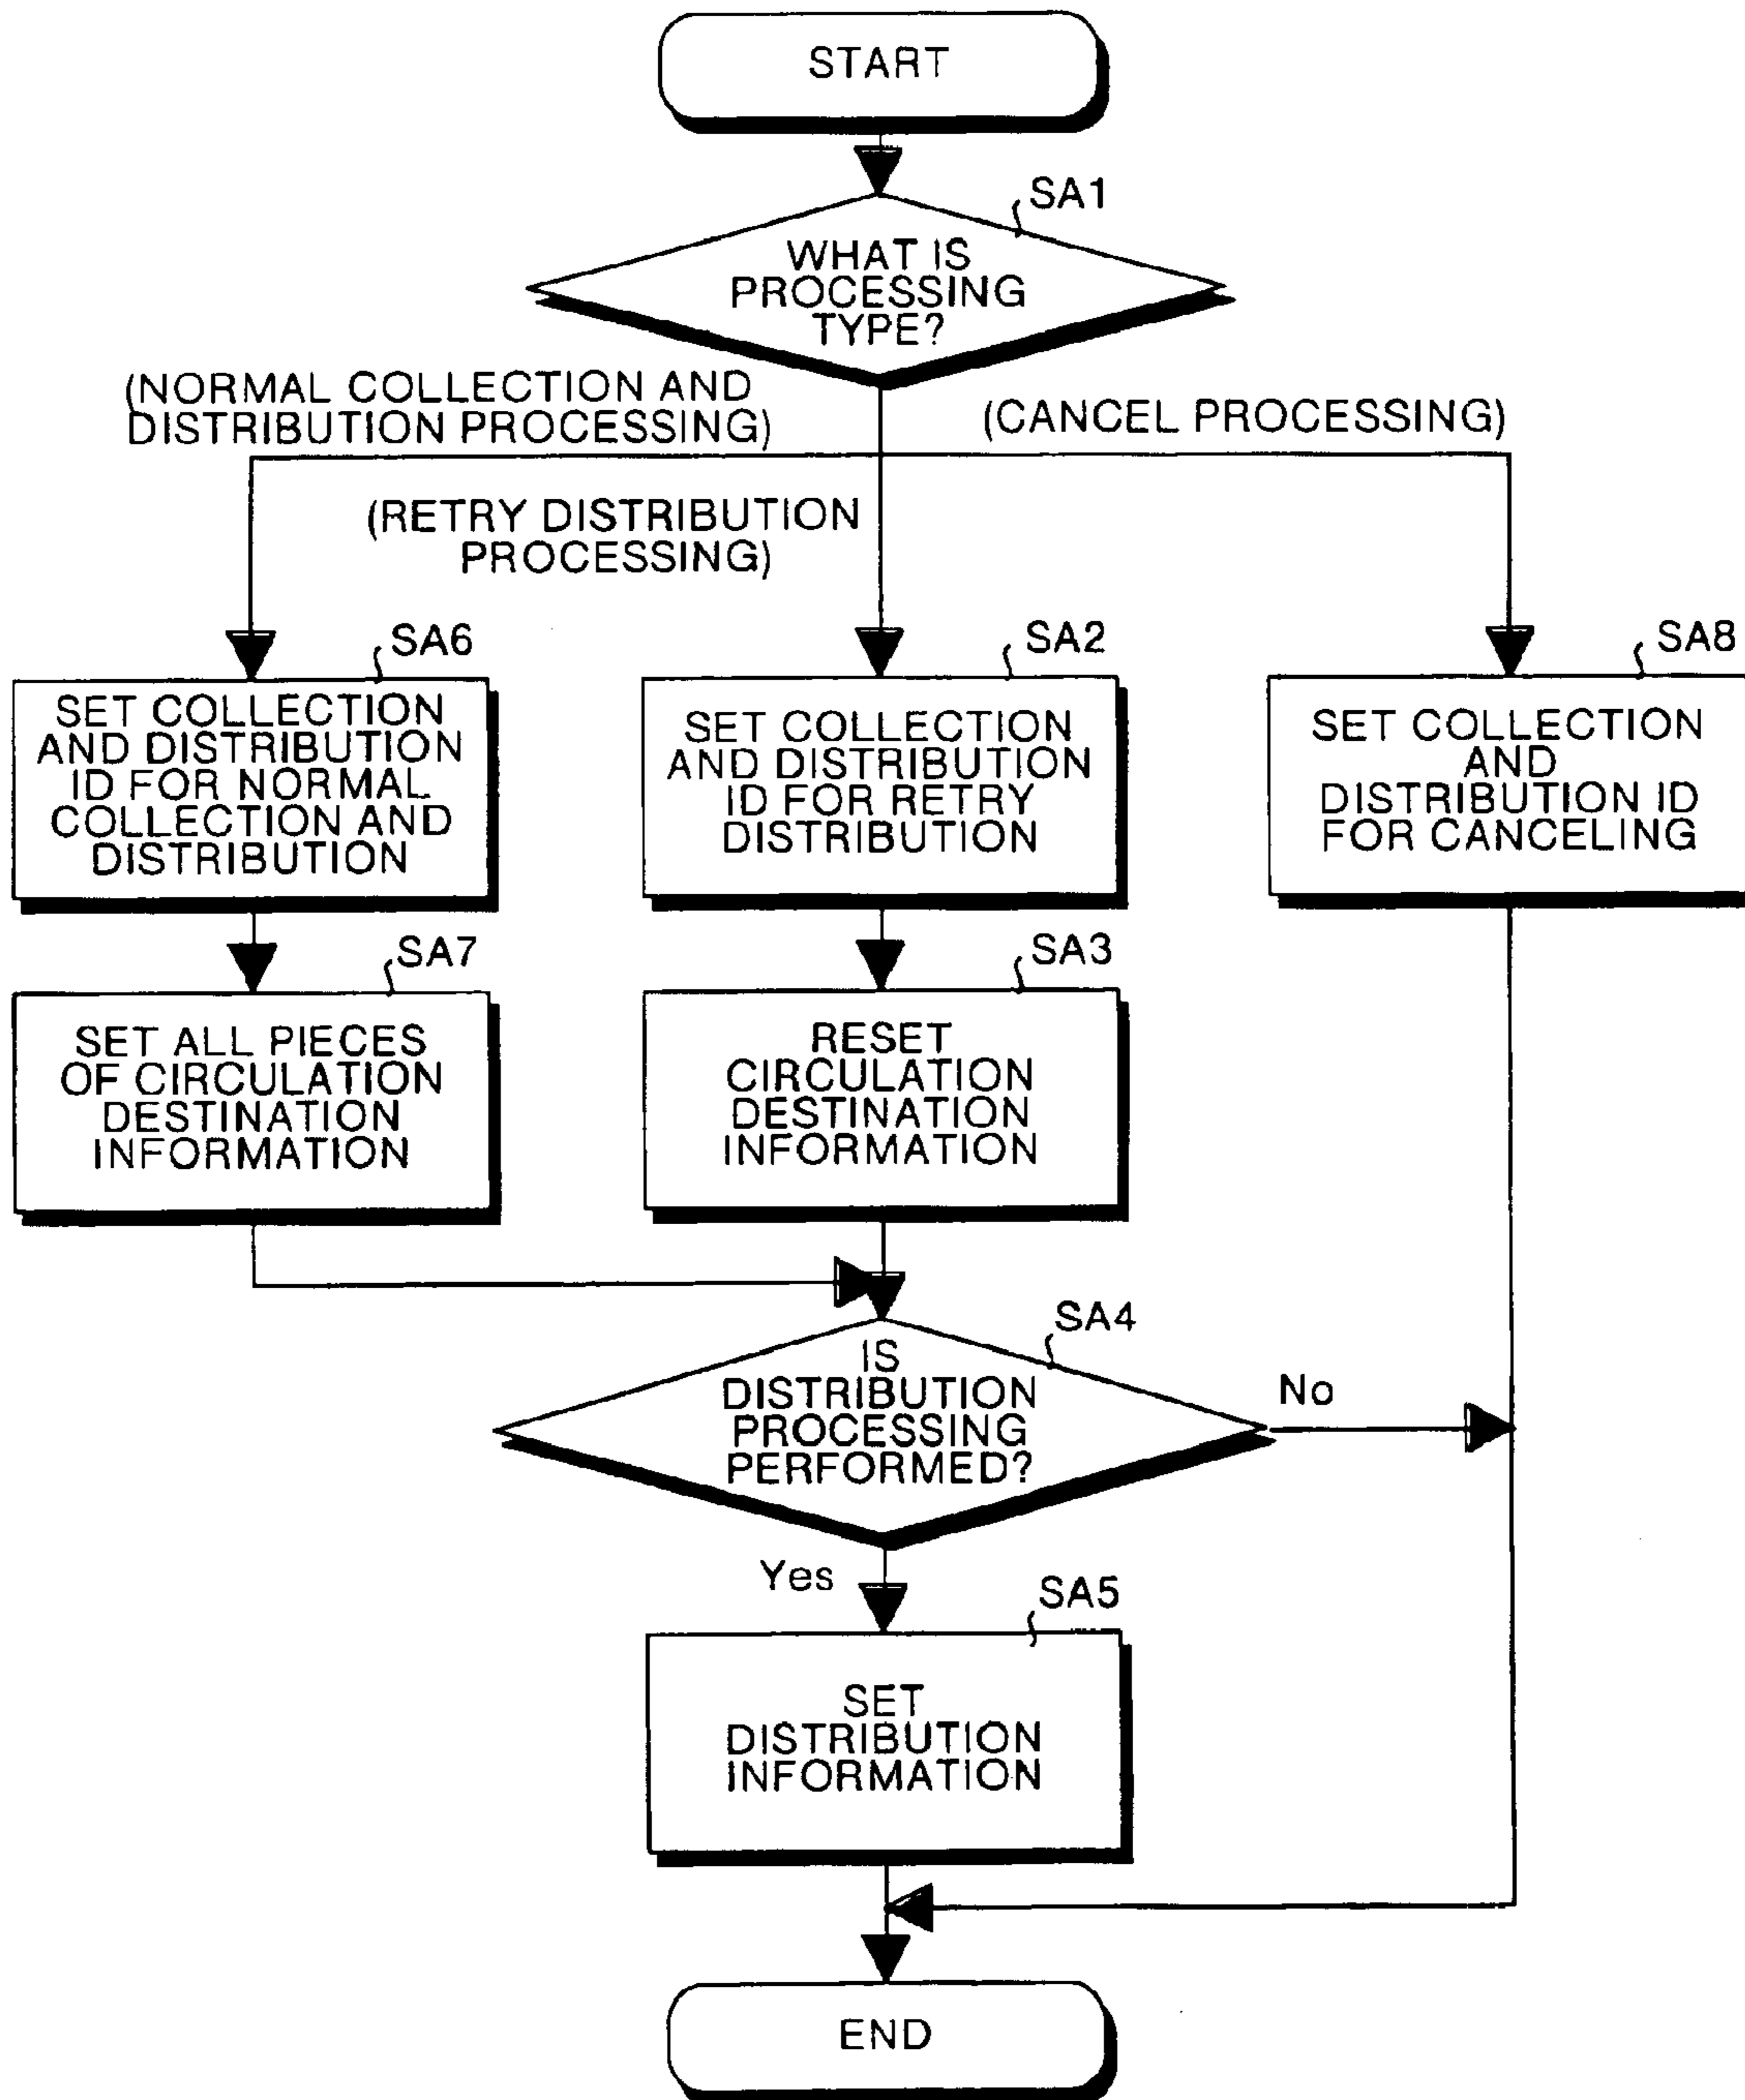 START
SA1
WHAT IS
PROCESSING
TYPE?
(NORMAL COLLECTION AND
DISTRIBUTION PROCESSING)
(CANCEL PROCESSING)
(RETRY DISTRIBUTION
PROCESSING)
SA6
SET COLLECTION
AND DISTRIBUTION
ID FOR NORMAL
COLLECTION AND
DISTRIBUTION
SA2
SET COLLECTION
AND DISTRIBUTION
ID FOR RETRY
DISTRIBUTION
SA8
SET COLLECTION
AND
DISTRIBUTION ID
FOR CANCELING
SA7
SET ALL PIECES
OF CIRCULATION
DESTINATION
INFORMATION
SA3
RESET
CIRCULATION
DESTINATION
INFORMATION
SA4
IS
DISTRIBUTION
PROCESSING
PERFORMED?
No
Yes
SA5
SET
DISTRIBUTION
INFORMATION
END